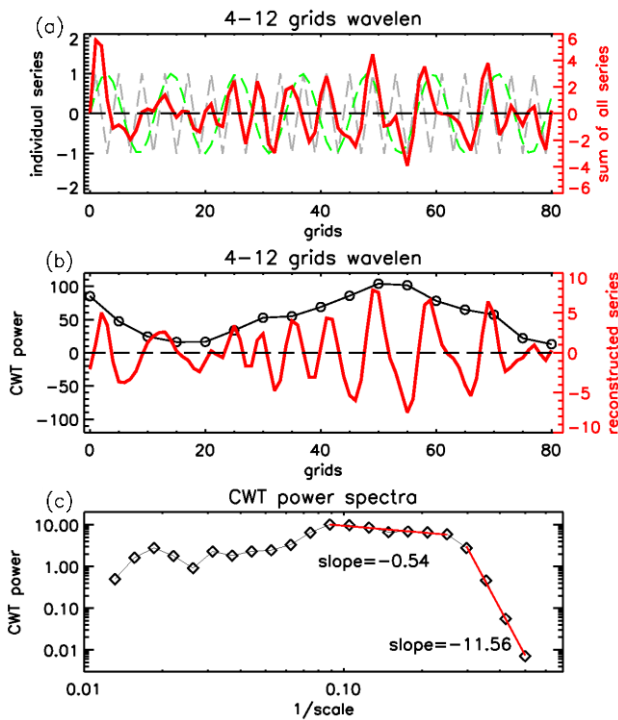 (a)
4-12 grids wavelen
individual series
2
1
0
-1
-2
6
4
2
0
-2
-4
-6
sum of all series
0 20 40 60 80
grids
(b)
4-12 grids wavelen
CWT power
100
50
0
-50
-100
10
5
0
-5
-10
reconstructed series
0 20 40 60 80
grids
(c)
CWT power spectra
CWT power
10.00
1.00
0.10
0.01
slope=-0.54
slope=-11.56
0.01 0.10
1/scale